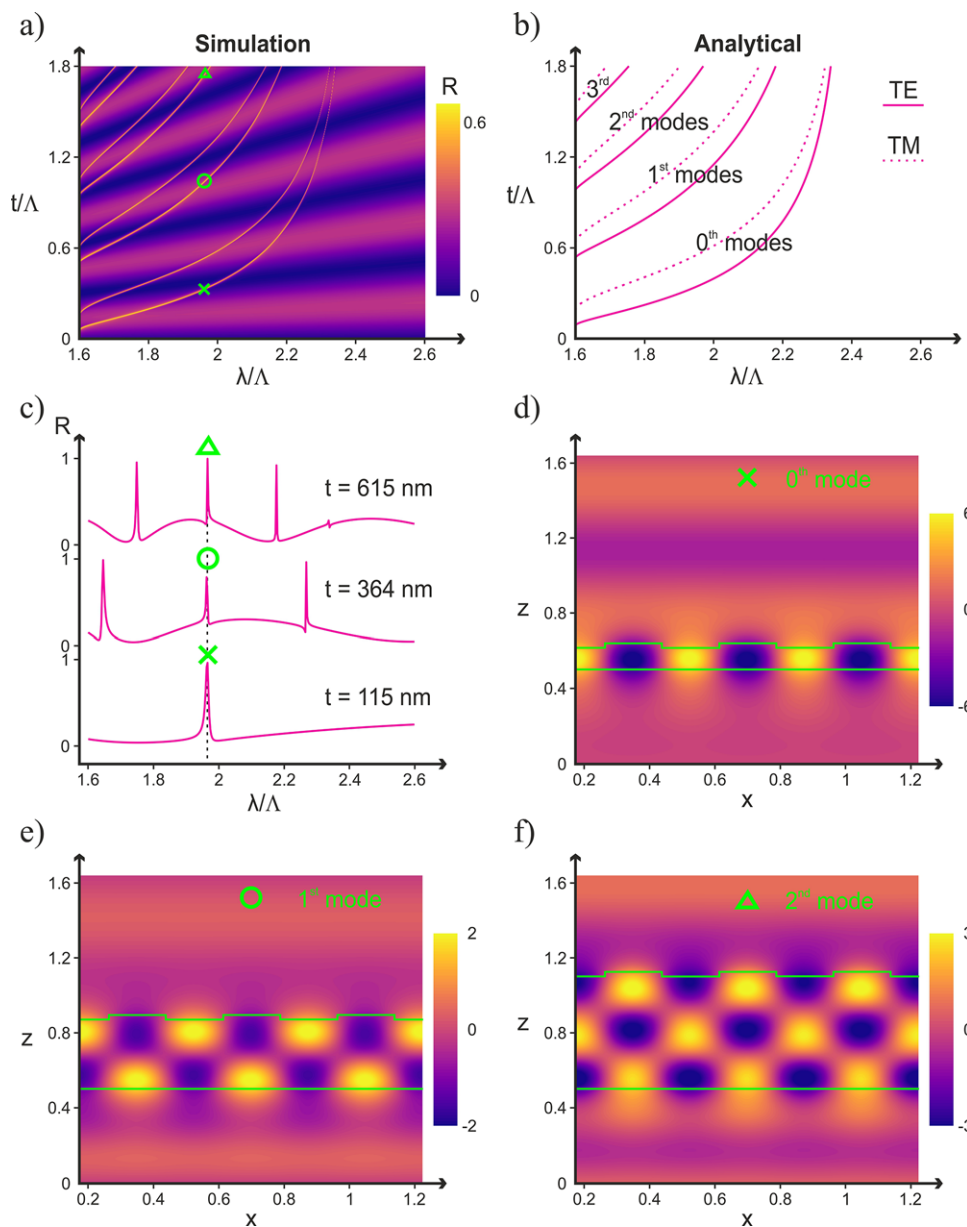 a)
Simulation
R
0.6
0
1.8
1.2
t/Λ
0.6
0
1.6
1.8
2
2.2
2.4
2.6
λ/Λ
b)
Analytical
TE
TM
3rd
2nd modes
1st modes
0th modes
1.8
1.2
t/Λ
0.6
0
1.6
1.8
2
2.2
2.4
2.6
λ/Λ
c)
R
1
t = 615 nm
0
1
t = 364 nm
0
1
t = 115 nm
0
1.6
1.8
2
2.2
2.4
2.6
λ/Λ
d)
0th mode
1.6
1.2
z
0.8
0.4
0
0.2
0.4
0.6
0.8
1
1.2
x
6
0
-6
e)
1st mode
1.6
1.2
z
0.8
0.4
0
0.2
0.4
0.6
0.8
1
1.2
x
2
0
-2
f)
2nd mode
1.6
1.2
z
0.8
0.4
0
0.2
0.4
0.6
0.8
1
1.2
x
3
0
-3